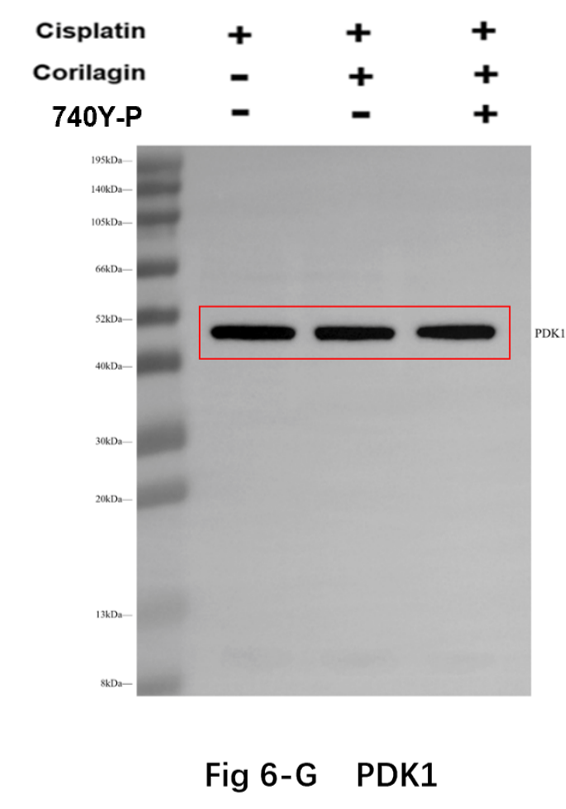 Cisplatin + + +
Corilagin - + +
740Y-P - - +
195kDa
140kDa
105kDa
66kDa
52kDa
PDK1
40kDa
30kDa
20kDa
13kDa
8kDa
Fig 6-G PDK1